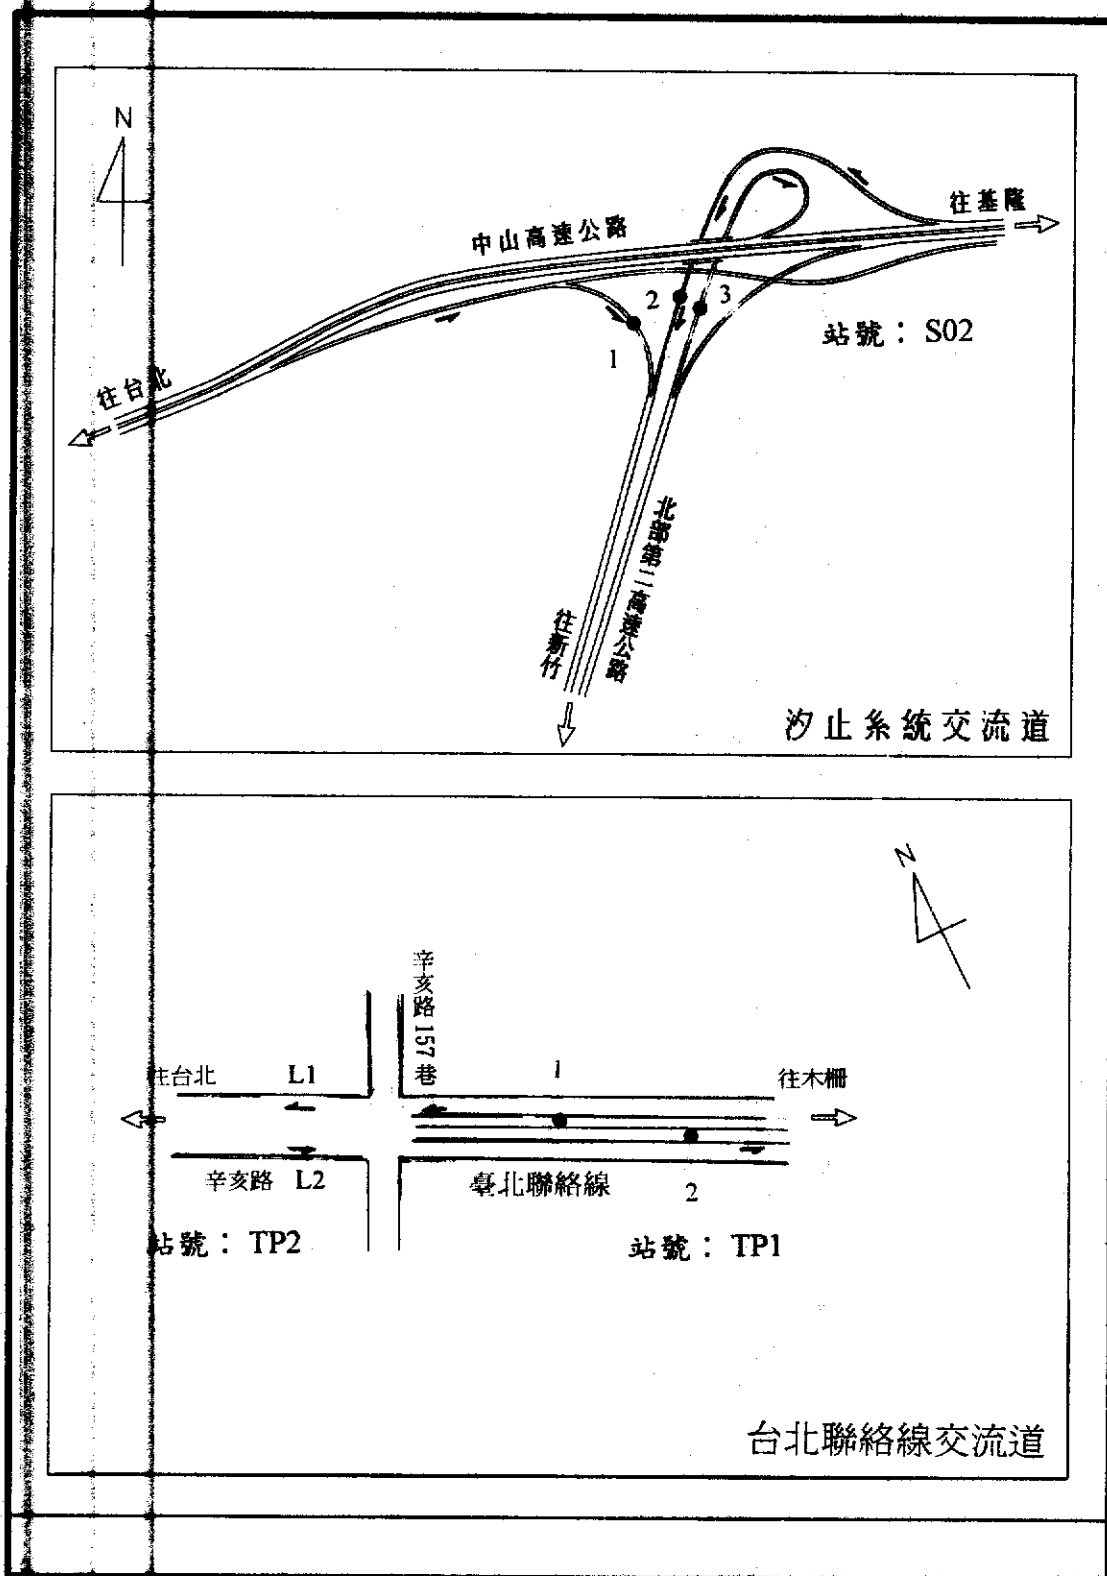 N
中山高速公路
往基隆
2
3
1
站號： S02
往台北
北部第二高速公路
往新竹
汐止系統交流道
N
辛亥路157巷
往台北
L1
1
往木柵
辛亥路 L2
臺北聯絡線
2
站號： TP2
站號： TP1
台北聯絡線交流道